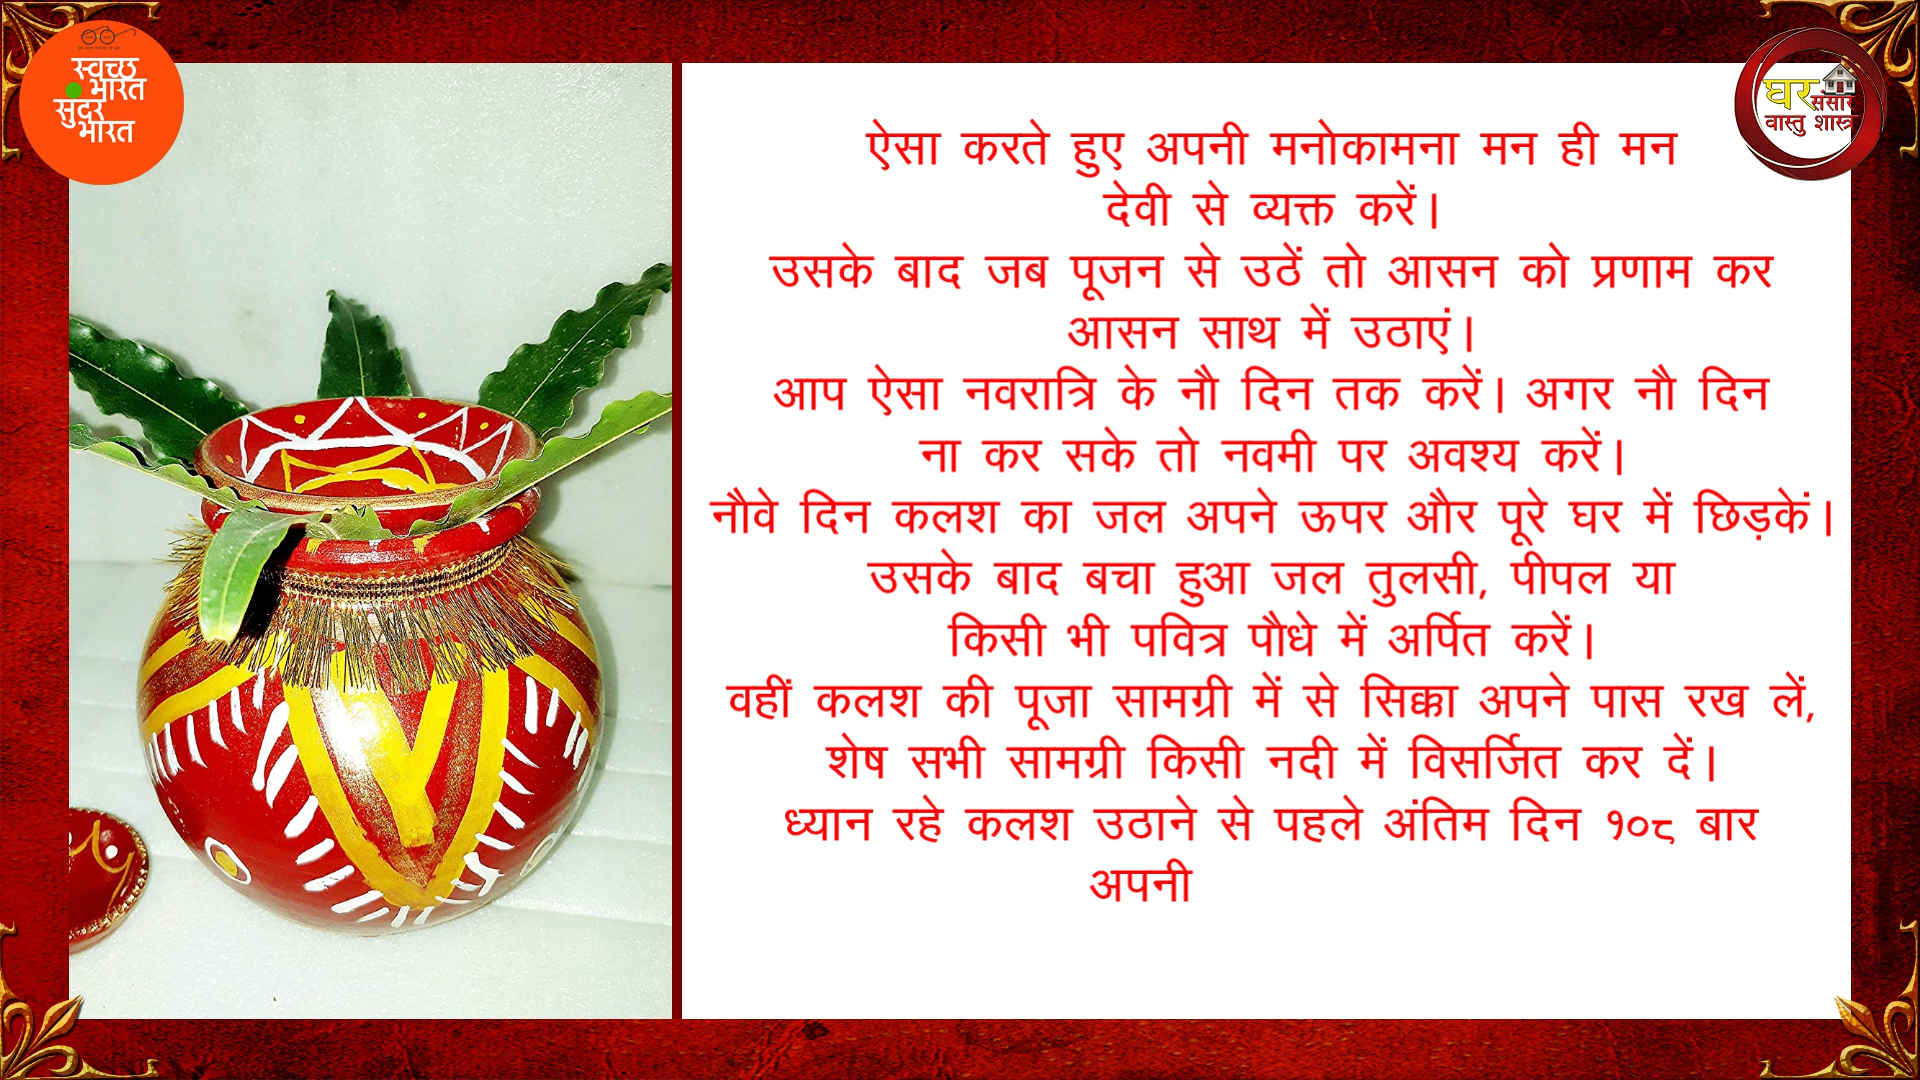 स्वच्छ
भारत
सुंदर
भारत
घर
संसार
वास्तु शास्त्र
ऐसा करते हुए अपनी मनोकामना मन ही मन
देवी से व्यक्त करें।
उसके बाद जब पूजन से उठें तो आसन को प्रणाम कर
आसन साथ में उठाएं।
आप ऐसा नवरात्रि के नौ दिन तक करें। अगर नौ दिन
ना कर सके तो नवमी पर अवश्य करें।
नौवे दिन कलश का जल अपने ऊपर और पूरे घर में छिड़कें।
उसके बाद बचा हुआ जल तुलसी, पीपल या
किसी भी पवित्र पौधे में अर्पित करें।
वहीं कलश की पूजा सामग्री में से सिक्का अपने पास रख लें,
शेष सभी सामग्री किसी नदी में विसर्जित कर दें।
ध्यान रहे कलश उठाने से पहले अंतिम दिन १०८ बार
अपनी